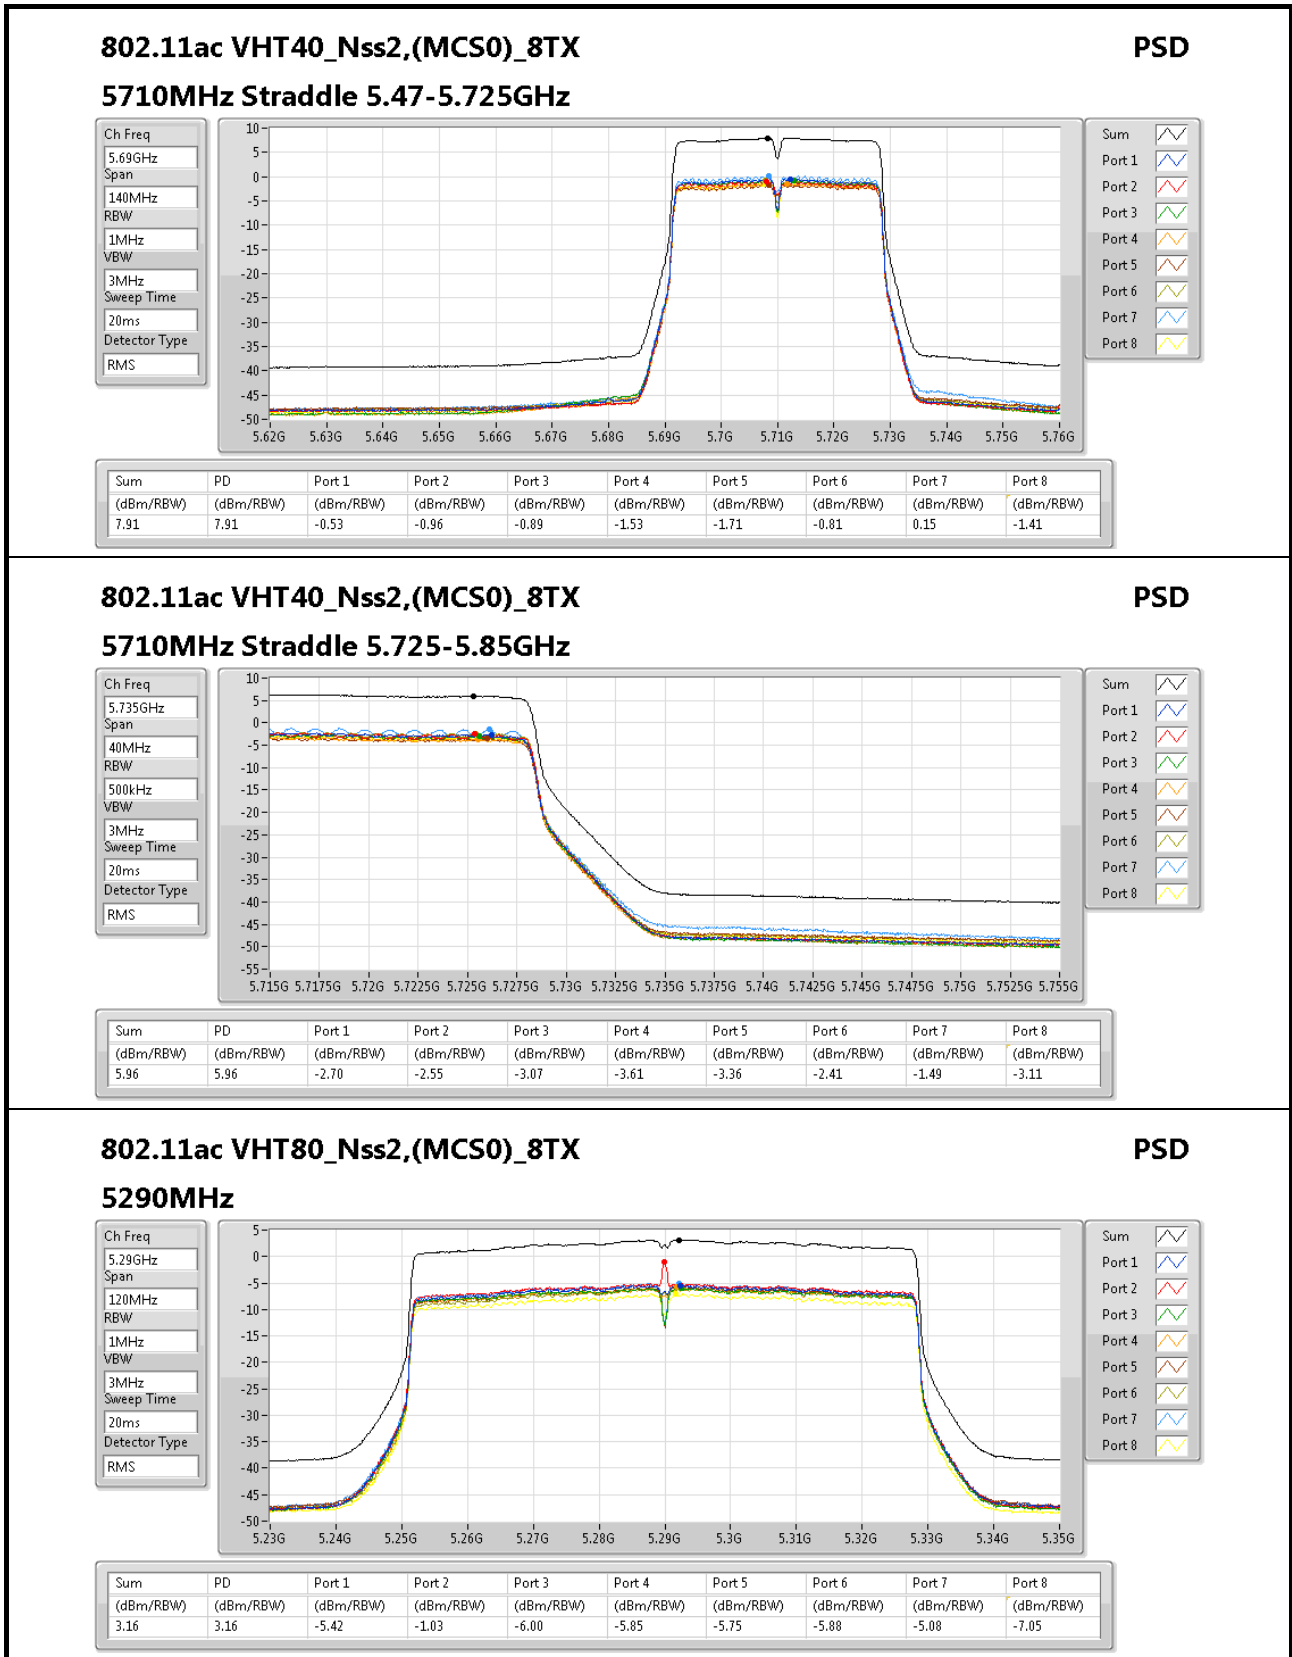 802.11ac VHT40_Nss2,(MCS0)_8TX PSD
5710MHz Straddle 5.47-5.725GHz
Ch Freq
5.69GHz
Span
140MHz
RBW
1MHz
VBW
3MHz
Sweep Time
20ms
Detector Type
RMS
10
5
0
-5
-10
-15
-20
-25
-30
-35
-40
-45
-50
5.62G 5.63G 5.64G 5.65G 5.66G 5.67G 5.68G 5.69G 5.7G 5.71G 5.72G 5.73G 5.74G 5.75G 5.76G
Sum
Port 1
Port 2
Port 3
Port 4
Port 5
Port 6
Port 7
Port 8
Sum PD Port 1 Port 2 Port 3 Port 4 Port 5 Port 6 Port 7 Port 8
(dBm/RBW) (dBm/RBW) (dBm/RBW) (dBm/RBW) (dBm/RBW) (dBm/RBW) (dBm/RBW) (dBm/RBW) (dBm/RBW) (dBm/RBW)
7.91 7.91 -0.53 -0.96 -0.89 -1.53 -1.71 -0.81 0.15 -1.41
802.11ac VHT40_Nss2,(MCS0)_8TX PSD
5710MHz Straddle 5.725-5.85GHz
Ch Freq
5.735GHz
Span
40MHz
RBW
500kHz
VBW
3MHz
Sweep Time
20ms
Detector Type
RMS
10
5
0
-5
-10
-15
-20
-25
-30
-35
-40
-45
-50
-55
5.715G 5.7175G 5.72G 5.7225G 5.725G 5.7275G 5.73G 5.7325G 5.735G 5.7375G 5.74G 5.7425G 5.745G 5.7475G 5.75G 5.7525G 5.755G
Sum
Port 1
Port 2
Port 3
Port 4
Port 5
Port 6
Port 7
Port 8
Sum PD Port 1 Port 2 Port 3 Port 4 Port 5 Port 6 Port 7 Port 8
(dBm/RBW) (dBm/RBW) (dBm/RBW) (dBm/RBW) (dBm/RBW) (dBm/RBW) (dBm/RBW) (dBm/RBW) (dBm/RBW) (dBm/RBW)
5.96 5.96 -2.70 -2.55 -3.07 -3.61 -3.36 -2.41 -1.49 -3.11
802.11ac VHT80_Nss2,(MCS0)_8TX PSD
5290MHz
Ch Freq
5.29GHz
Span
120MHz
RBW
1MHz
VBW
3MHz
Sweep Time
20ms
Detector Type
RMS
5
0
-5
-10
-15
-20
-25
-30
-35
-40
-45
-50
5.23G 5.24G 5.25G 5.26G 5.27G 5.28G 5.29G 5.3G 5.31G 5.32G 5.33G 5.34G 5.35G
Sum
Port 1
Port 2
Port 3
Port 4
Port 5
Port 6
Port 7
Port 8
Sum PD Port 1 Port 2 Port 3 Port 4 Port 5 Port 6 Port 7 Port 8
(dBm/RBW) (dBm/RBW) (dBm/RBW) (dBm/RBW) (dBm/RBW) (dBm/RBW) (dBm/RBW) (dBm/RBW) (dBm/RBW) (dBm/RBW)
3.16 3.16 -5.42 -1.03 -6.00 -5.85 -5.75 -5.88 -5.08 -7.05